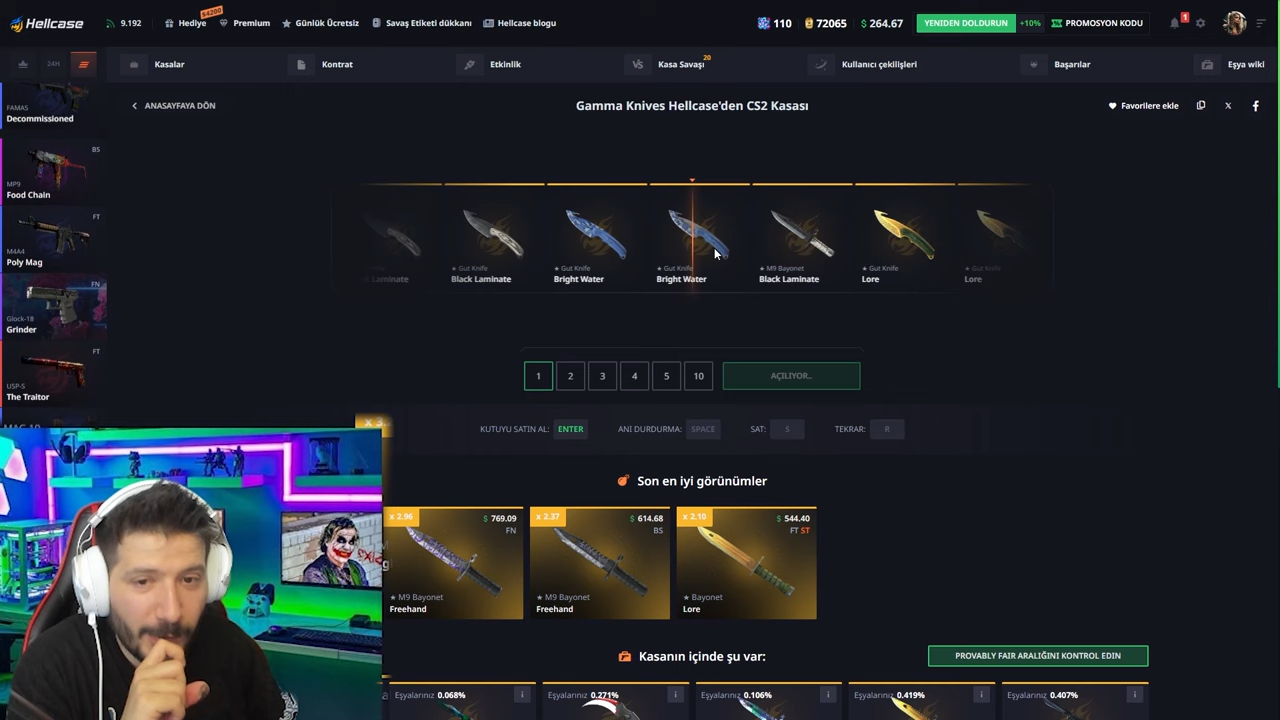 Hellcase
9.192
Hediye
$4200
Premium
Günlük Ücretsiz
Savaş Etiketi dükkanı
Hellcase blogu
110
72065
$ 264.67
YENİDEN DOLDURUN
+10%
PROMOSYON KODU
1
24H
Kasalar
Kontrat
Etkinlik
VS
Kasa Savaşı
20
Kullanıcı çekilişleri
Başarılar
Eşya wiki
FAMAS
Decommissioned
BS
MP9
Food Chain
FT
M4A4
Poly Mag
FN
Glock-18
Grinder
FT
USP-S
The Traitor
ANASAYFAYA DÖN
Gamma Knives Hellcase'den CS2 Kasası
Favorilere ekle
Laminate
★ Gut Knife
Black Laminate
★ Gut Knife
Bright Water
★ Gut Knife
Bright Water
★ M9 Bayonet
Black Laminate
★ Gut Knife
Lore
★ Gut Knife
Lore
1
2
3
4
5
10
AÇILIYOR..
KUTUYU SATIN AL:
ENTER
ANI DURDURMA:
SPACE
SAT:
S
TEKRAR:
R
Son en iyi görünümler
x 2.96
$ 769.09
FN
★ M9 Bayonet
Freehand
x 2.37
$ 614.68
BS
★ M9 Bayonet
Freehand
x 2.10
$ 544.40
FT ST
★ Bayonet
Lore
Kasanın içinde şu var:
PROVABLY FAIR ARALIĞINI KONTROL EDIN
Eşyalarınız 0.068%
Eşyalarınız 0.271%
Eşyalarınız 0.106%
Eşyalarınız 0.419%
Eşyalarınız 0.407%